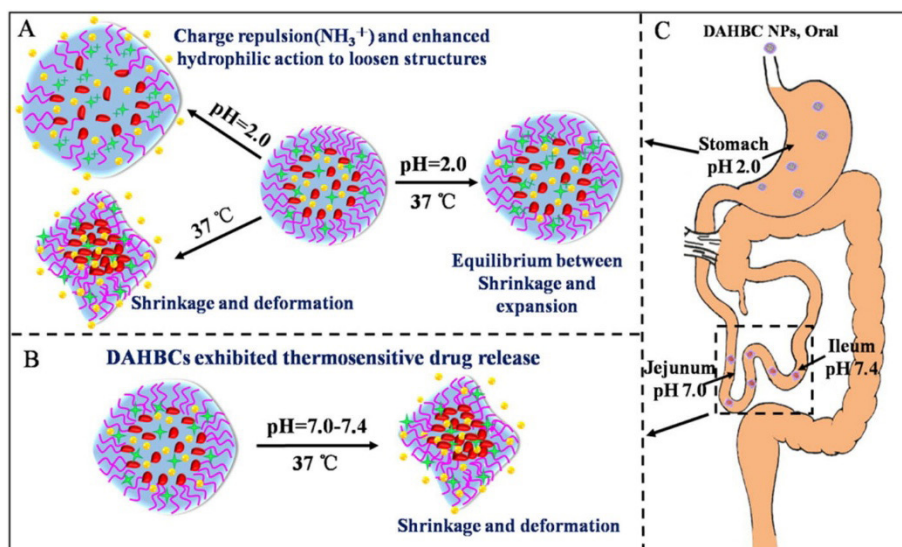 A
Charge repulsion(NH₃⁺) and enhanced
hydrophilic action to loosen structures
pH=2.0
pH=2.0
37 ℃
37 ℃
Shrinkage and deformation
Equilibrium between
Shrinkage and
expansion
B
DAHBCs exhibited thermosensitive drug release
pH=7.0-7.4
37 ℃
Shrinkage and deformation
C
DAHBC NPs, Oral
Stomach
pH 2.0
Jejunum
pH 7.0
Ileum
pH 7.4